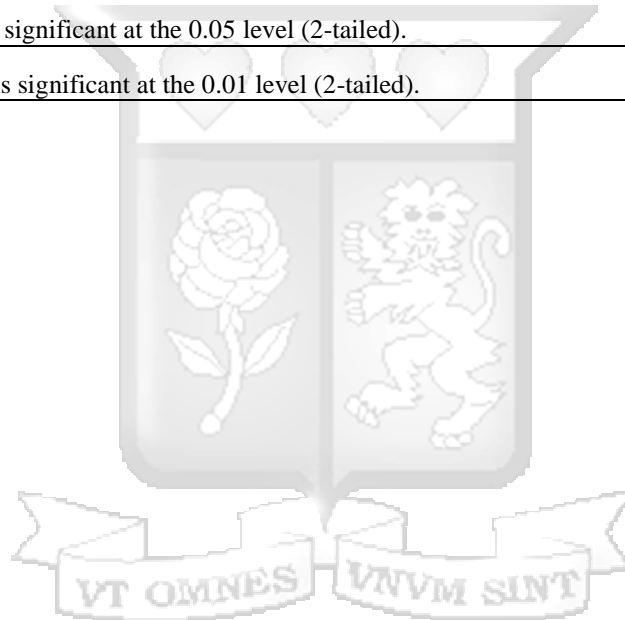 significant at the 0.05 level (2-tailed).
s significant at the 0.01 level (2-tailed).
VT OMNES VNVM SINT